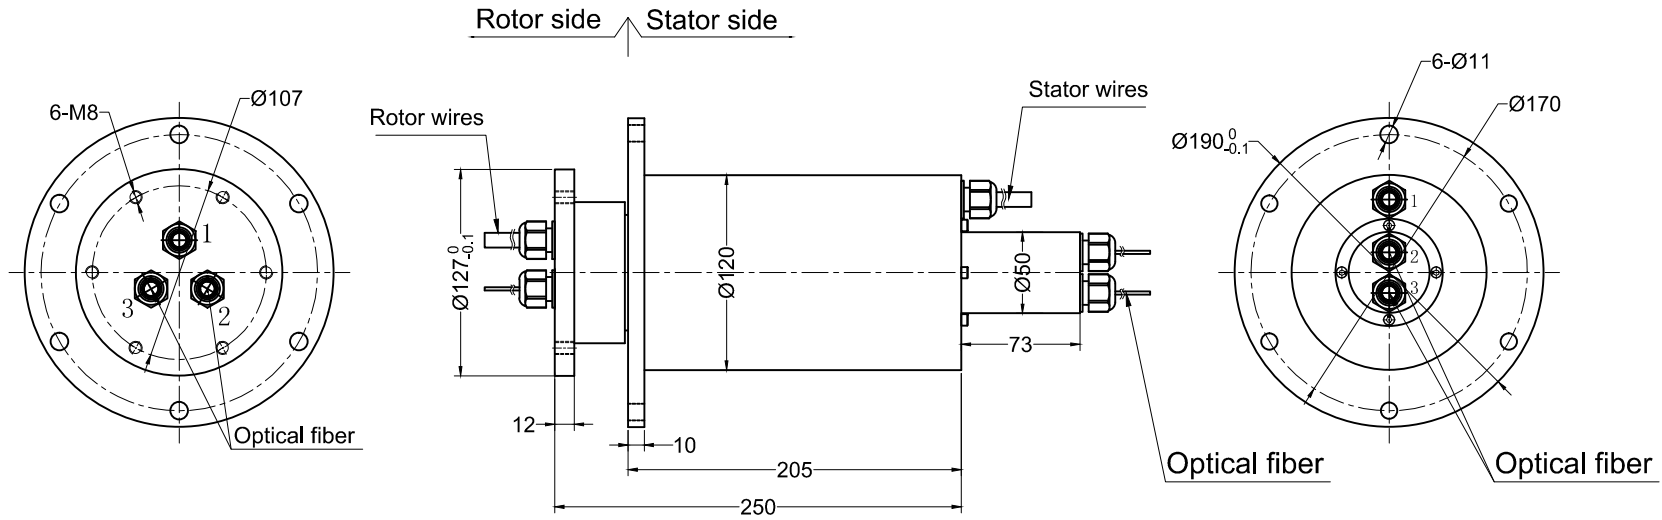 Rotor side
Stator side
6-M8
Ø107
1
3
2
Optical fiber
Rotor wires
Stator wires
Ø127 0 -0.1
Ø120
Ø50
73
12
10
205
250
Optical fiber
6-Ø11
Ø170
Ø190 0 -0.1
1
2
3
Optical fiber